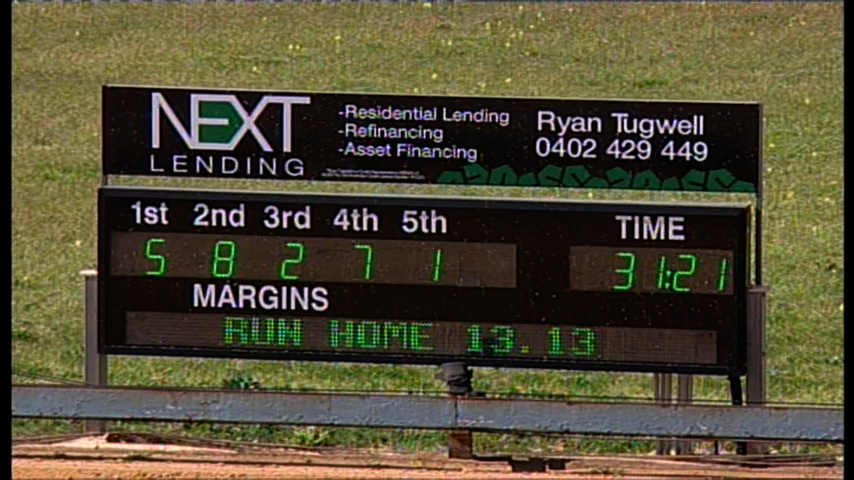 NEXT
LENDING
-Residential Lending
-Refinancing
-Asset Financing
Ryan Tugwell
0402 429 449
1st 2nd 3rd 4th 5th TIME
5 8 2 7 1 31:21
MARGINS
RUN HOME 13.13